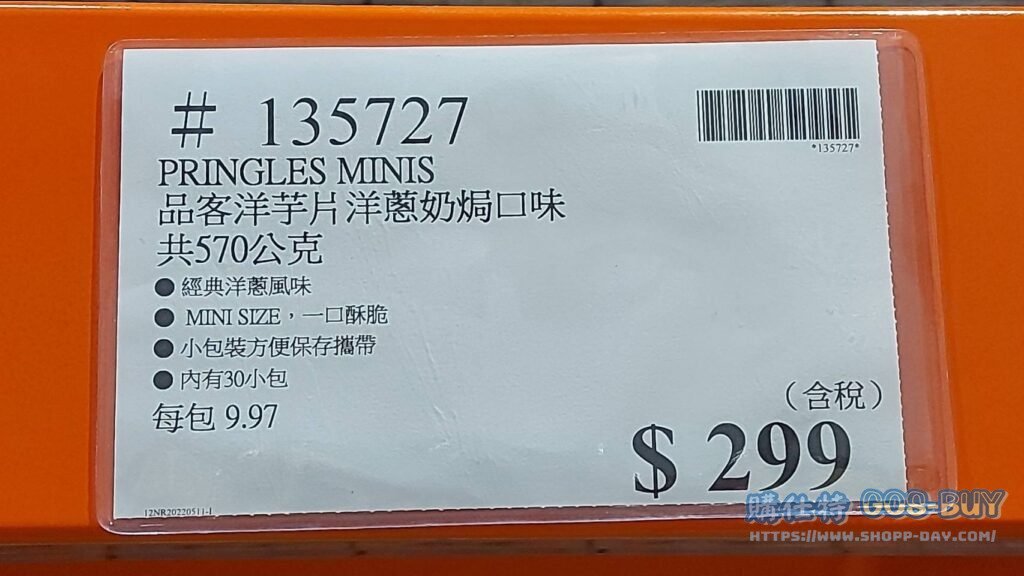 # 135727
*135727*
PRINGLES MINIS
品客洋芋片洋蔥奶焗口味
共570公克
● 經典洋蔥風味
● MINI SIZE，一口酥脆
● 小包裝方便保存攜帶
● 內有30小包
每包 9.97
（含稅）
$ 299
12NR20220511-1
購仕特 COS-BUY
HTTPS://WWW.SHOPP-DAY.COM/